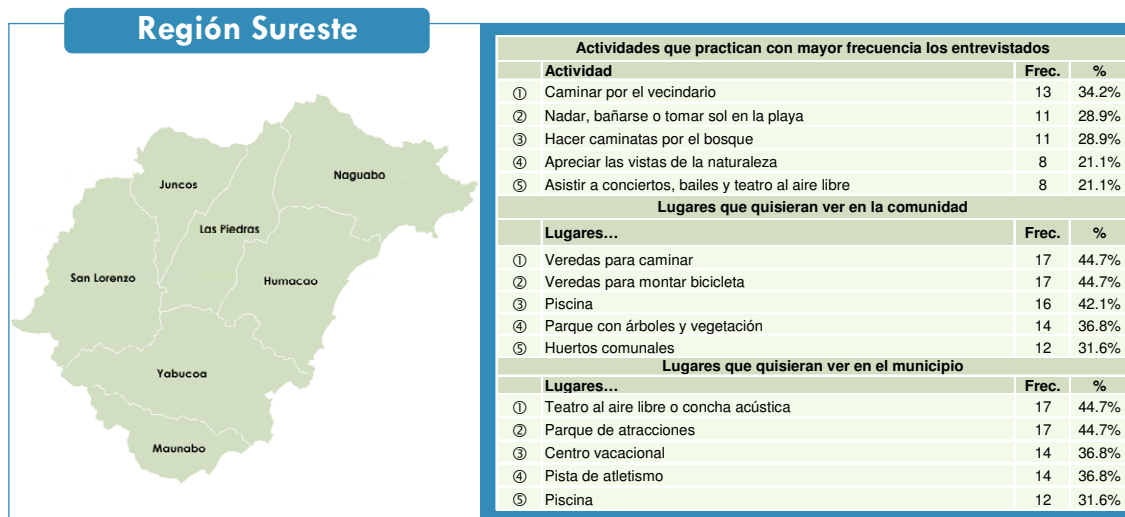 Región Sureste
Juncos
Naguabo
Las Piedras
San Lorenzo
Humacao
Yabucoa
Maunabo
Actividades que practican con mayor frecuencia los entrevistados
Actividad Frec. %
① Caminar por el vecindario 13 34.2%
② Nadar, bañarse o tomar sol en la playa 11 28.9%
③ Hacer caminatas por el bosque 11 28.9%
④ Apreciar las vistas de la naturaleza 8 21.1%
⑤ Asistir a conciertos, bailes y teatro al aire libre 8 21.1%
Lugares que quisieran ver en la comunidad
Lugares… Frec. %
① Veredas para caminar 17 44.7%
② Veredas para montar bicicleta 17 44.7%
③ Piscina 16 42.1%
④ Parque con árboles y vegetación 14 36.8%
⑤ Huertos comunales 12 31.6%
Lugares que quisieran ver en el municipio
Lugares… Frec. %
① Teatro al aire libre o concha acústica 17 44.7%
② Parque de atracciones 17 44.7%
③ Centro vacacional 14 36.8%
④ Pista de atletismo 14 36.8%
⑤ Piscina 12 31.6%